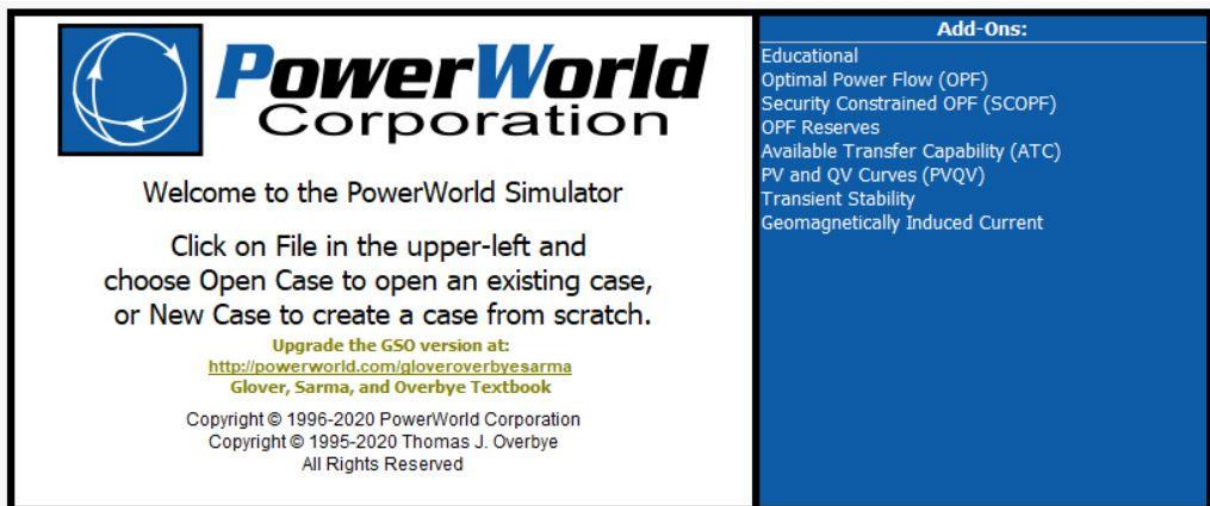 PowerWorld
Corporation
Welcome to the PowerWorld Simulator
Click on File in the upper-left and
choose Open Case to open an existing case,
or New Case to create a case from scratch.
Upgrade the GSO version at:
http://powerworld.com/gloveroverbyesarma
Glover, Sarma, and Overbye Textbook
Copyright © 1996-2020 PowerWorld Corporation
Copyright © 1995-2020 Thomas J. Overbye
All Rights Reserved
Add-Ons:
Educational
Optimal Power Flow (OPF)
Security Constrained OPF (SCOPF)
OPF Reserves
Available Transfer Capability (ATC)
PV and QV Curves (PVQV)
Transient Stability
Geomagnetically Induced Current